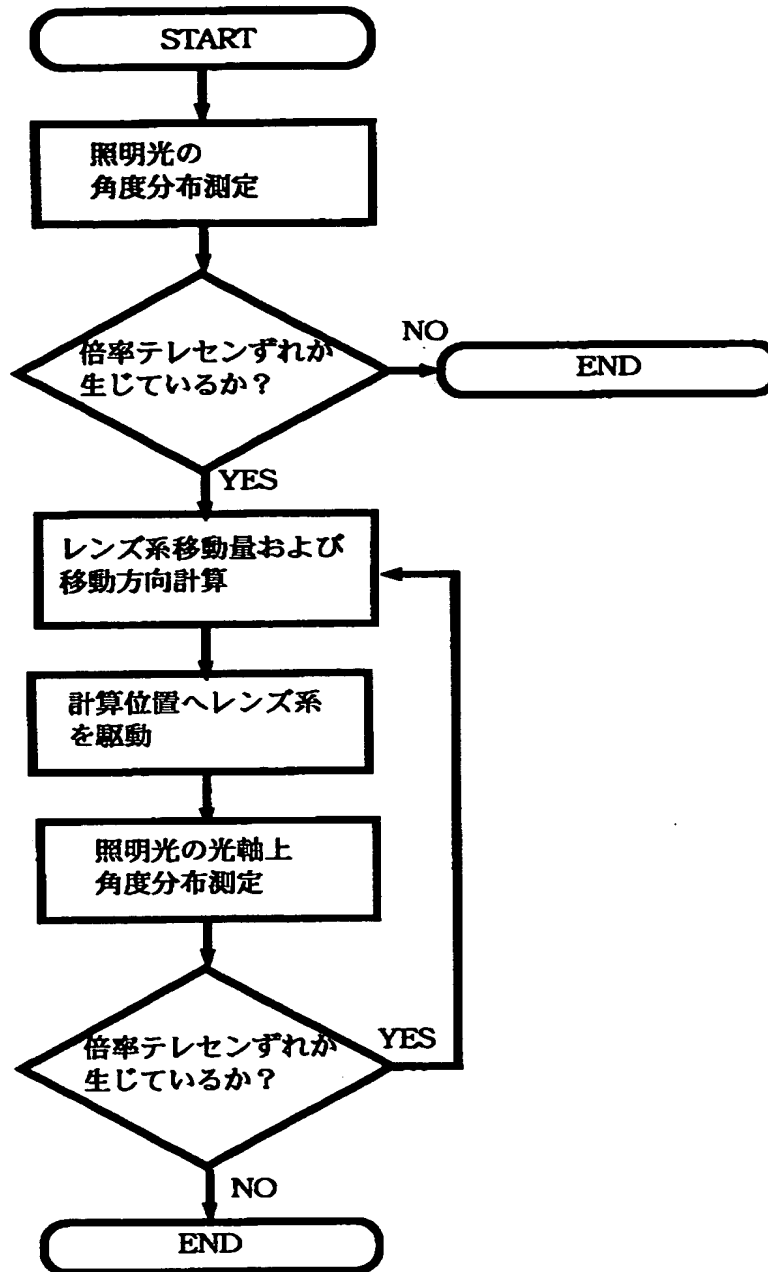 START
照明光の
角度分布測定
倍率テレセンずれが
生じているか？
NO
END
YES
レンズ系移動量および
移動方向計算
計算位置へレンズ系
を駆動
照明光の光軸上
角度分布測定
倍率テレセンずれが
生じているか？
YES
NO
END